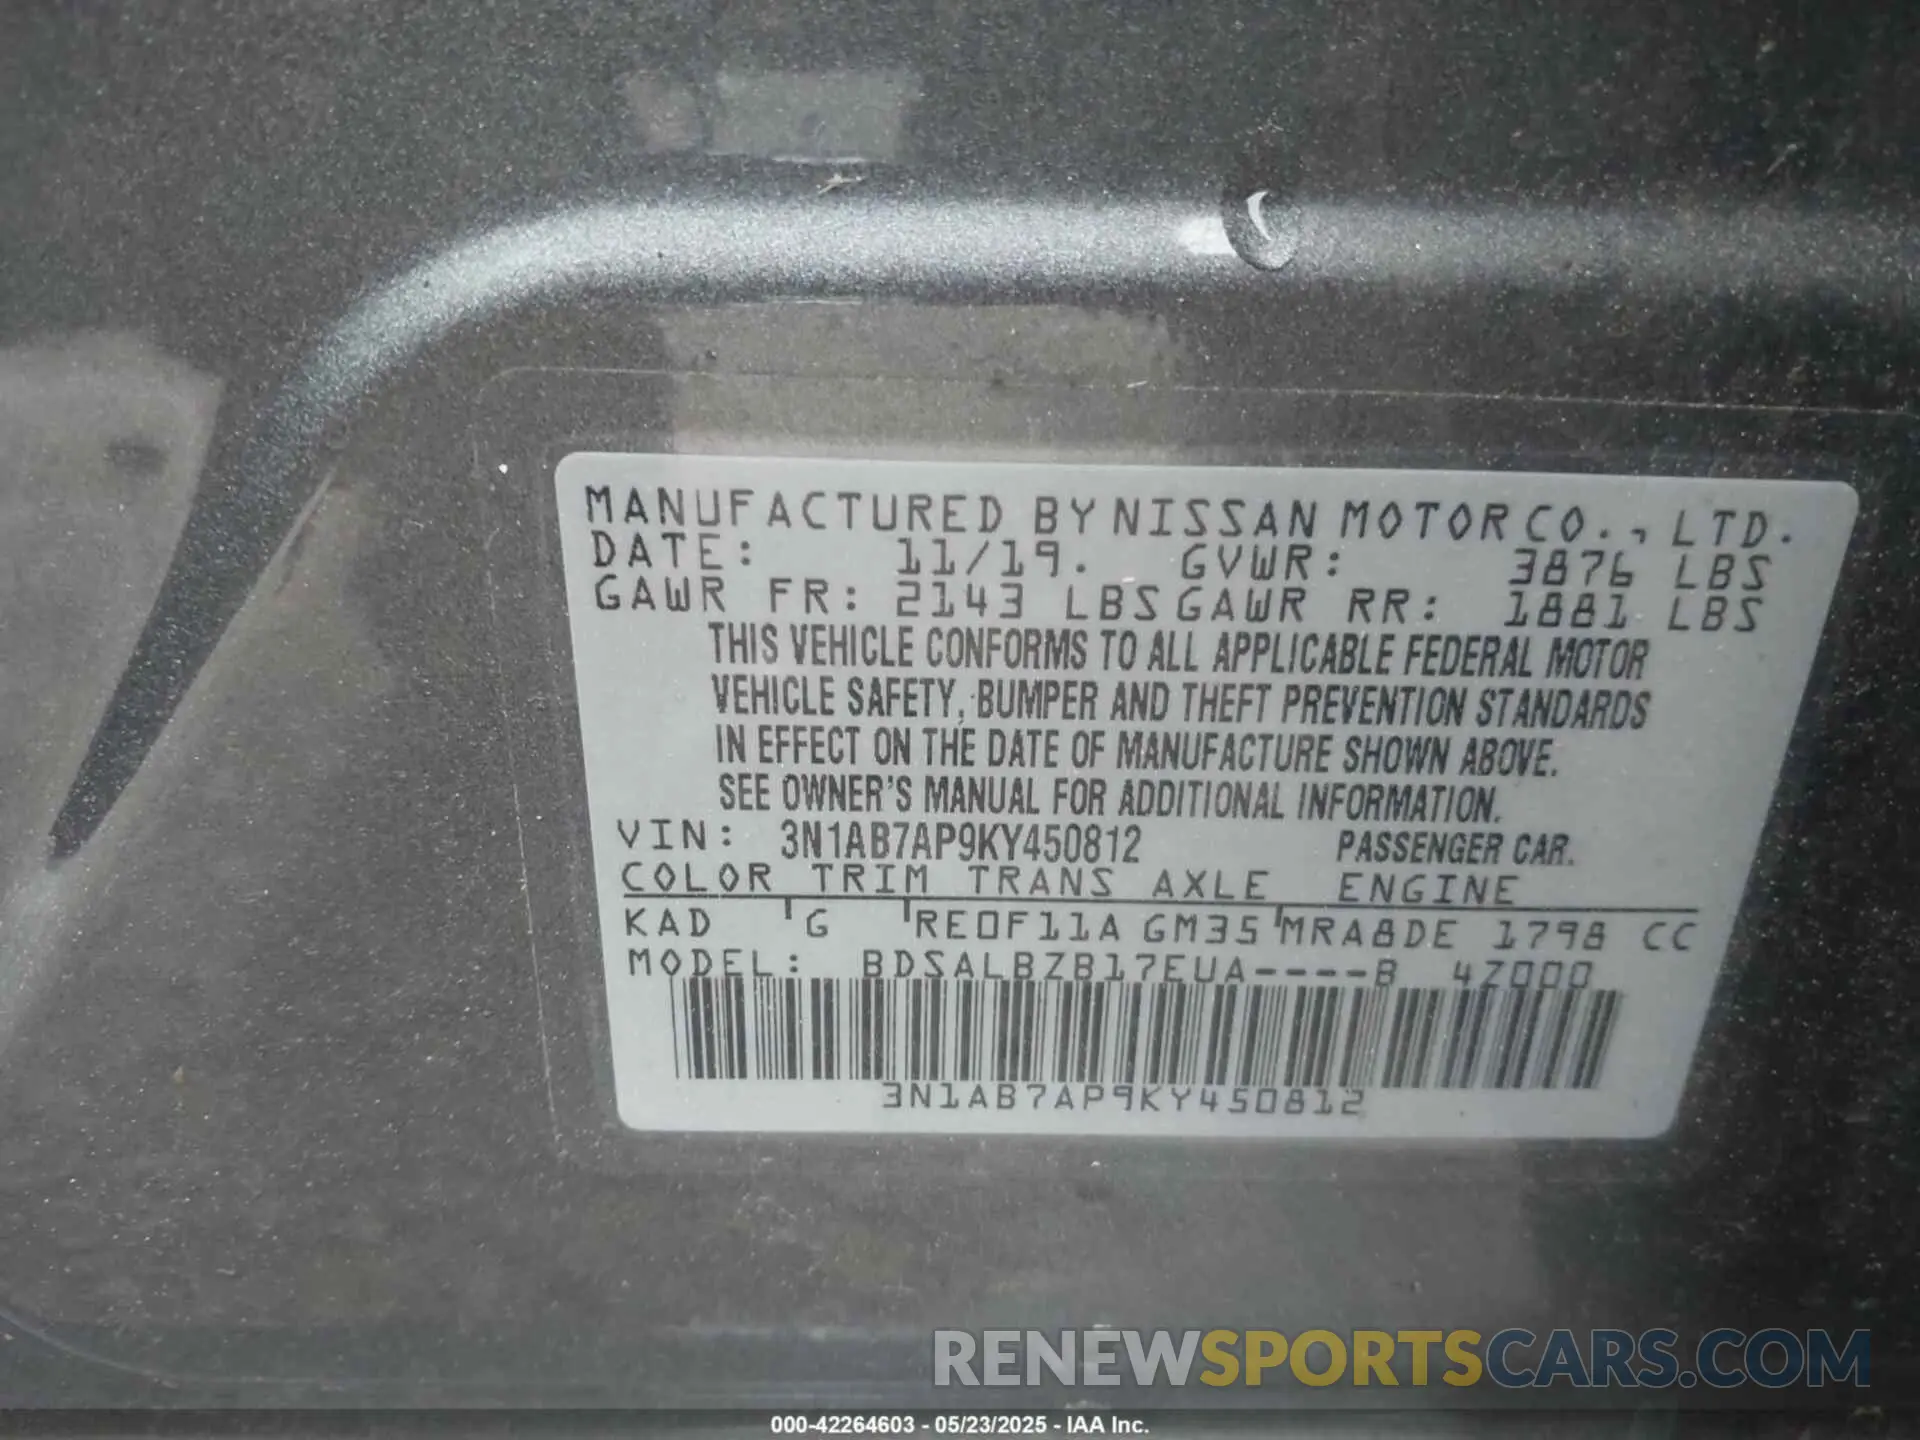 MANUFACTURED BY NISSAN MOTOR CO., LTD.
DATE: 11/19. GVWR: 3876 LBS
GAWR FR: 2143 LBS GAWR RR: 1881 LBS
THIS VEHICLE CONFORMS TO ALL APPLICABLE FEDERAL MOTOR
VEHICLE SAFETY, BUMPER AND THEFT PREVENTION STANDARDS
IN EFFECT ON THE DATE OF MANUFACTURE SHOWN ABOVE.
SEE OWNER'S MANUAL FOR ADDITIONAL INFORMATION.
VIN: 3N1AB7AP9KY450812 PASSENGER CAR.
COLOR TRIM TRANS AXLE ENGINE
KAD G RE0F11A GM35 MRA8DE 1798 CC
MODEL: BDSALBZB17EUA----B 4Z000
3N1AB7AP9KY450812
RENEWSPORTSCARS.COM
000-42264603 - 05/23/2025 - IAA Inc.